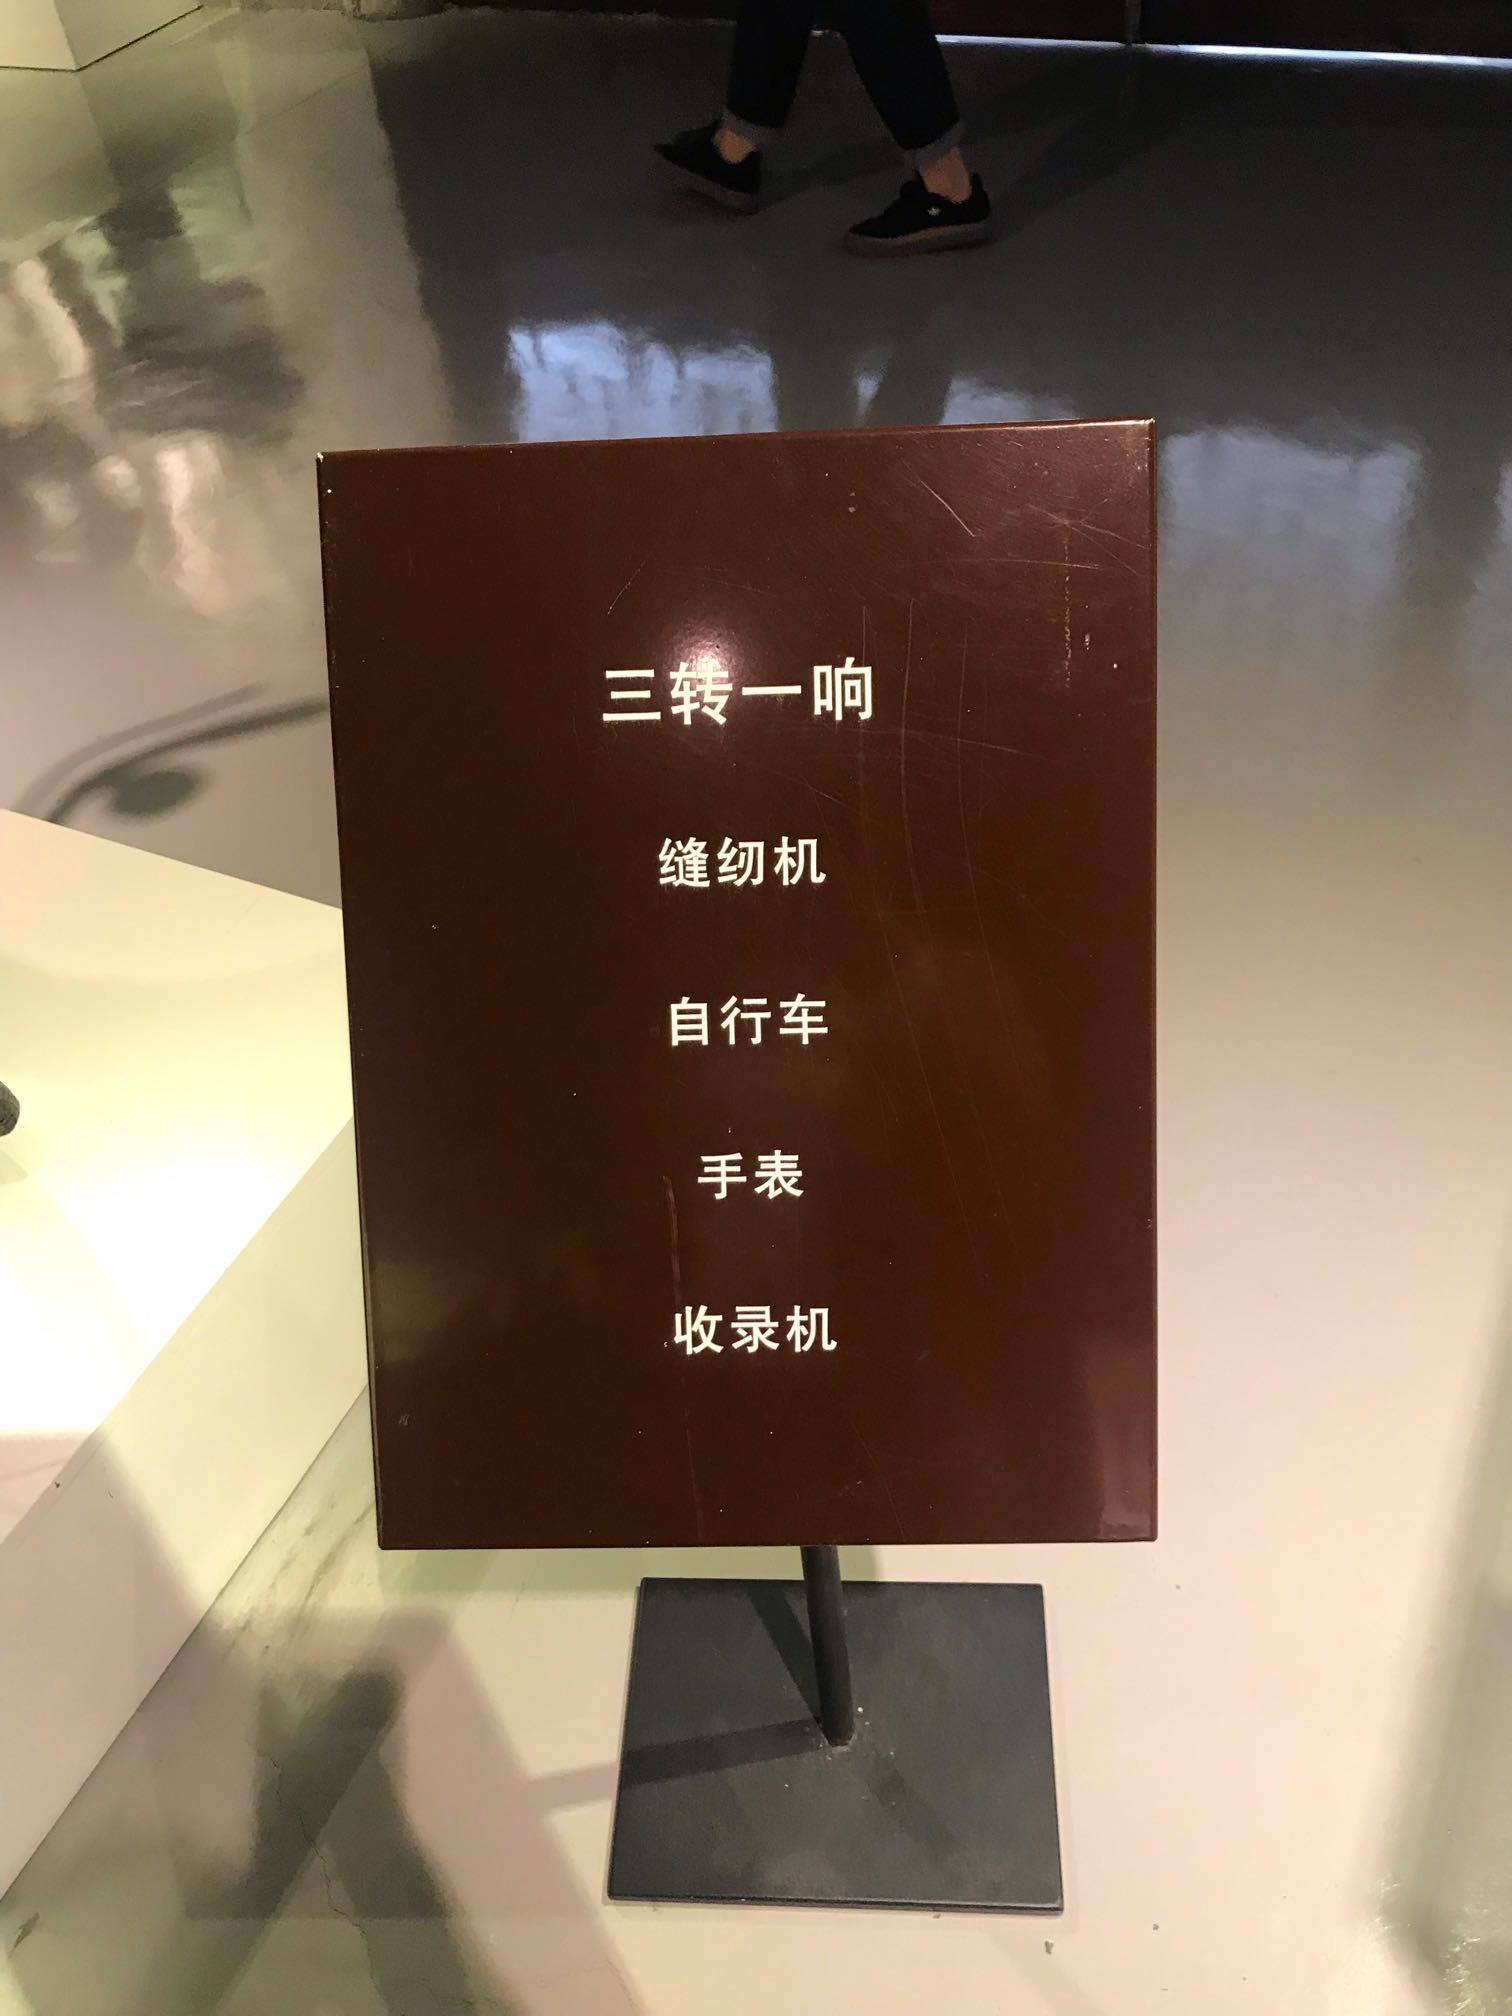 三转一响
缝纫机
自行车
手表
收录机